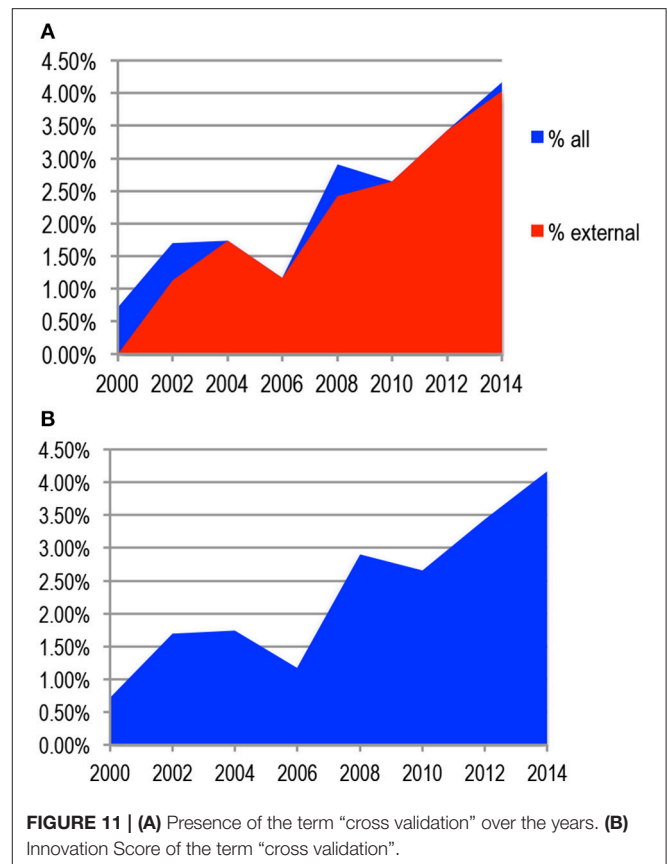 A
4.50%
4.00%
3.50%
3.00%
2.50%
2.00%
1.50%
1.00%
0.50%
0.00%
2000 2002 2004 2006 2008 2010 2012 2014
% all
% external
B
4.50%
4.00%
3.50%
3.00%
2.50%
2.00%
1.50%
1.00%
0.50%
0.00%
2000 2002 2004 2006 2008 2010 2012 2014
FIGURE 11 | (A) Presence of the term “cross validation” over the years. (B)
Innovation Score of the term “cross validation”.